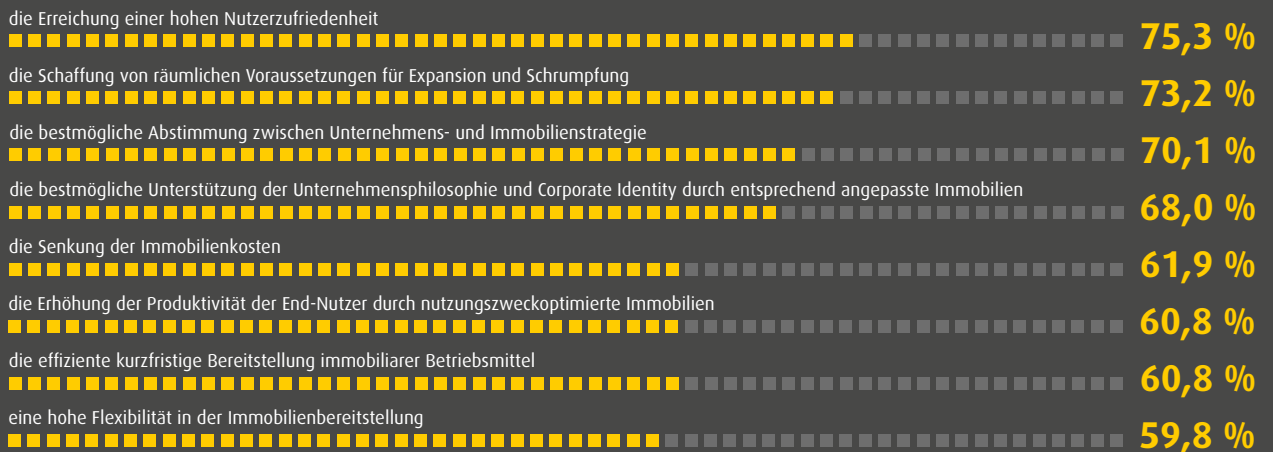 die Erreichung einer hohen Nutzerzufriedenheit
75,3 %
die Schaffung von räumlichen Voraussetzungen für Expansion und Schrumpfung
73,2 %
die bestmögliche Abstimmung zwischen Unternehmens- und Immobilienstrategie
70,1 %
die bestmögliche Unterstützung der Unternehmensphilosophie und Corporate Identity durch entsprechend angepasste Immobilien
68,0 %
die Senkung der Immobilienkosten
61,9 %
die Erhöhung der Produktivität der End-Nutzer durch nutzungszweckoptimierte Immobilien
60,8 %
die effiziente kurzfristige Bereitstellung immobiliarer Betriebsmittel
60,8 %
eine hohe Flexibilität in der Immobilienbereitstellung
59,8 %